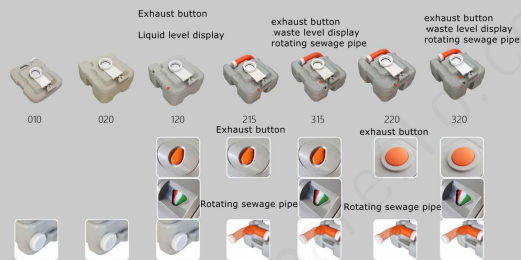 Exhaust button
Liquid level display
exhaust button
waste level display
rotating sewage pipe
exhaust button
waste level display
rotating sewage pipe
010
020
120
215
315
220
320
Exhaust button
exhaust button
Rotating sewage pipe
Rotating sewage pipe